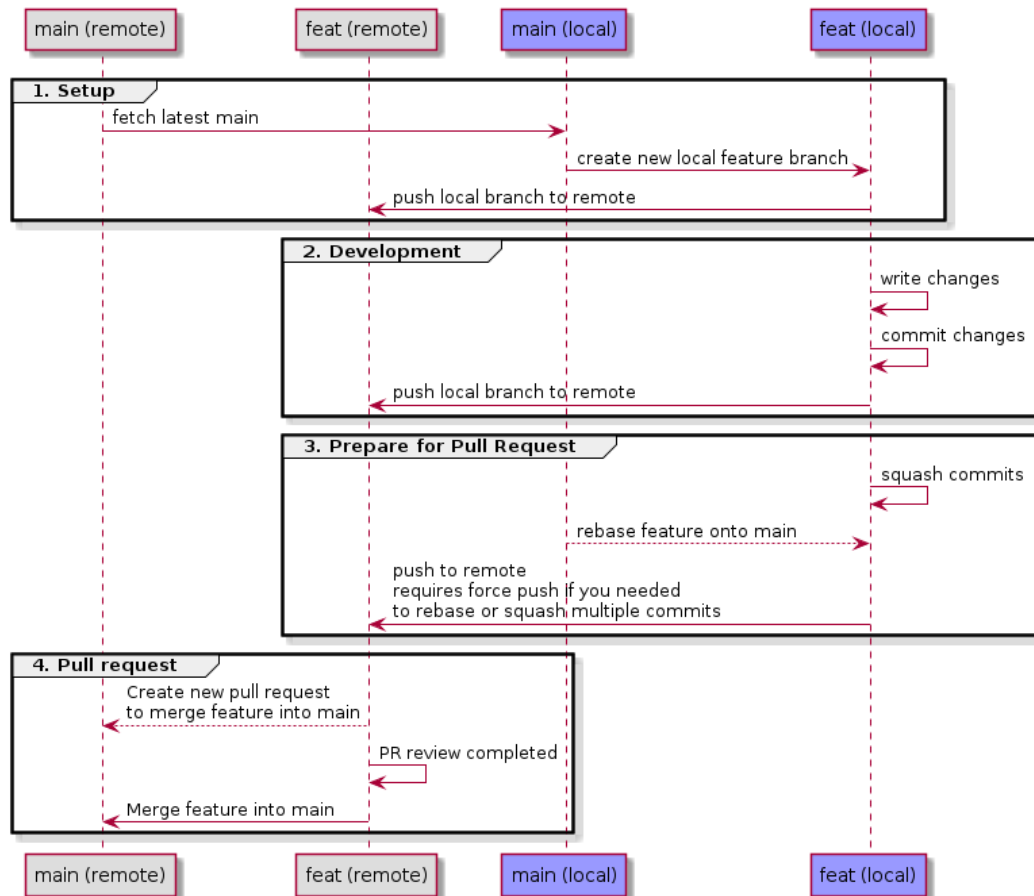 main (remote)
feat (remote)
main (local)
feat (local)
1. Setup
fetch latest main
create new local feature branch
push local branch to remote
2. Development
write changes
commit changes
push local branch to remote
3. Prepare for Pull Request
squash commits
rebase feature onto main
push to remote
requires force push if you needed
to rebase or squash multiple commits
4. Pull request
Create new pull request
to merge feature into main
PR review completed
Merge feature into main
main (remote)
feat (remote)
main (local)
feat (local)